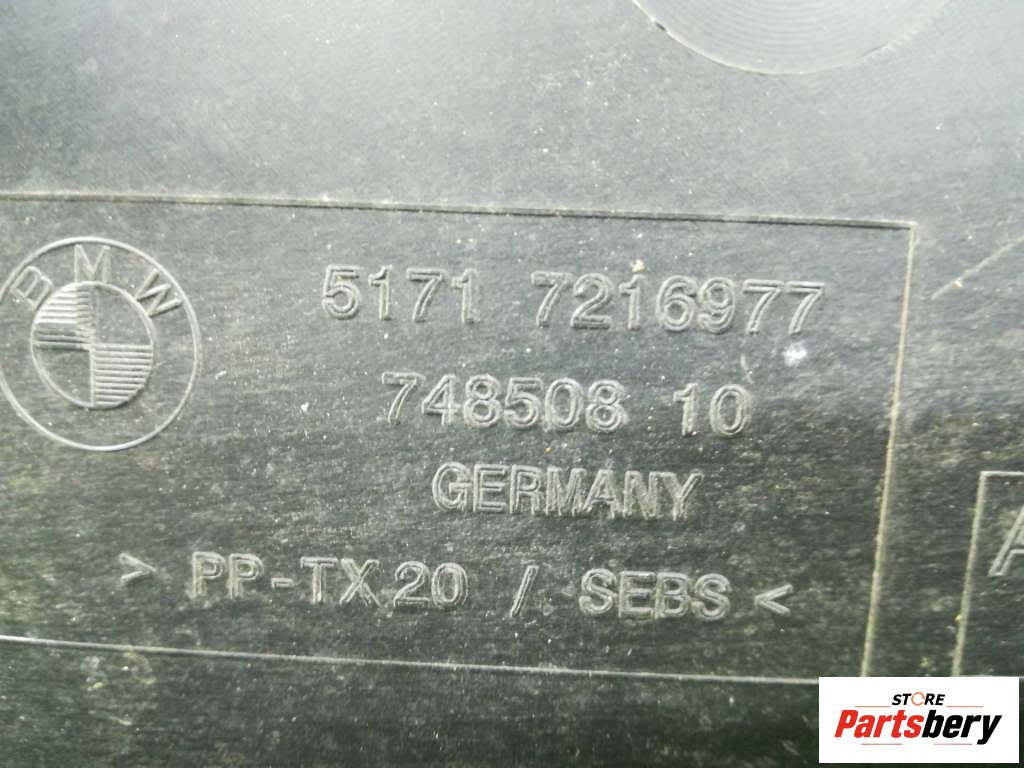 BMW
5171 7216977
748508 10
GERMANY
> PP-TX20 / SEBS <
A
STORE
Partsbery